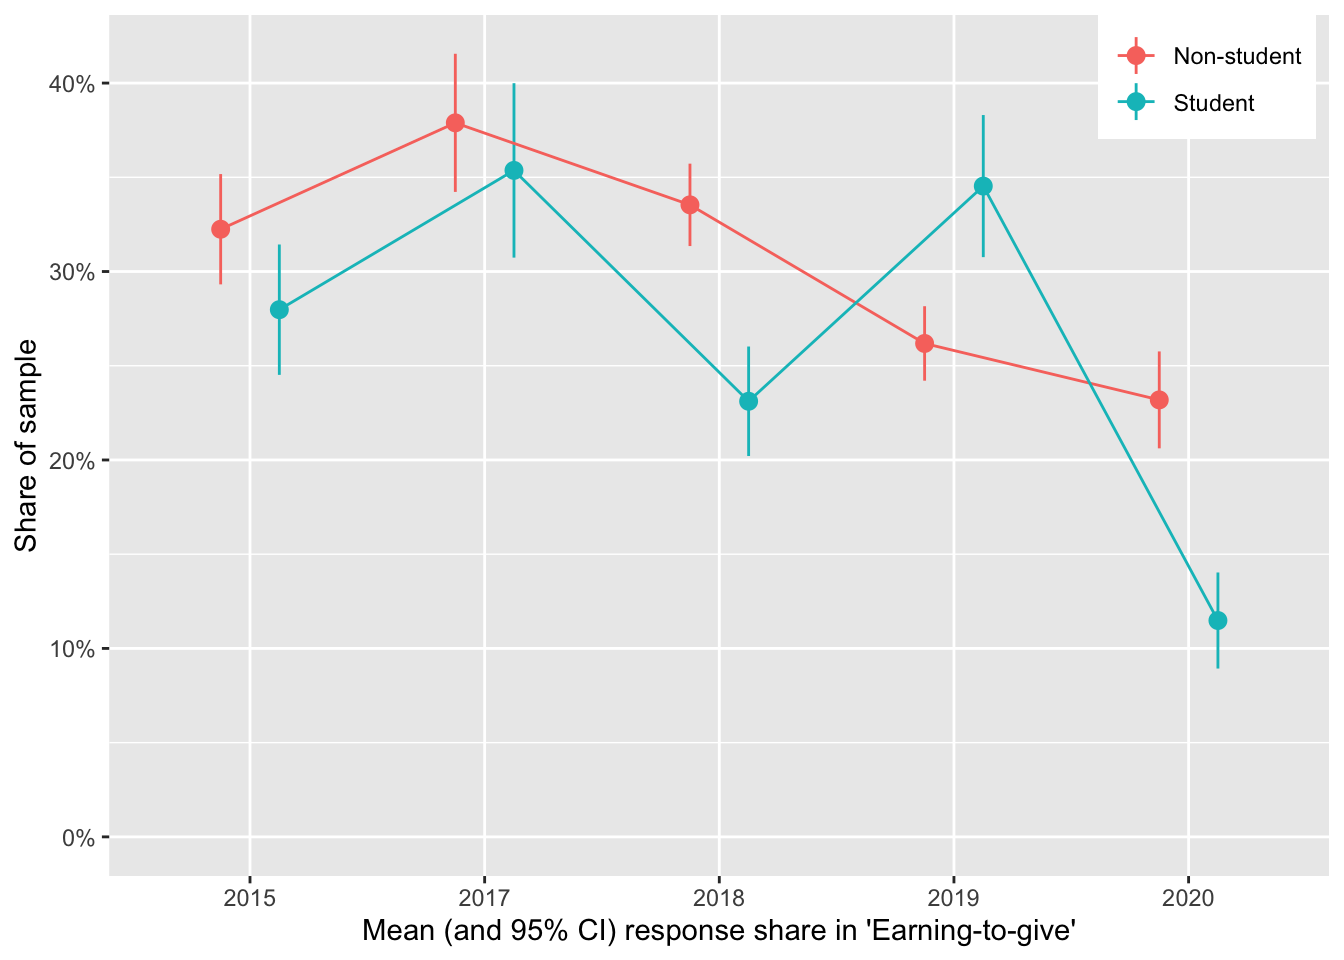 Non-student
Student
40%
30%
20%
10%
0%
Share of sample
2015 2017 2018 2019 2020
Mean (and 95% CI) response share in 'Earning-to-give'